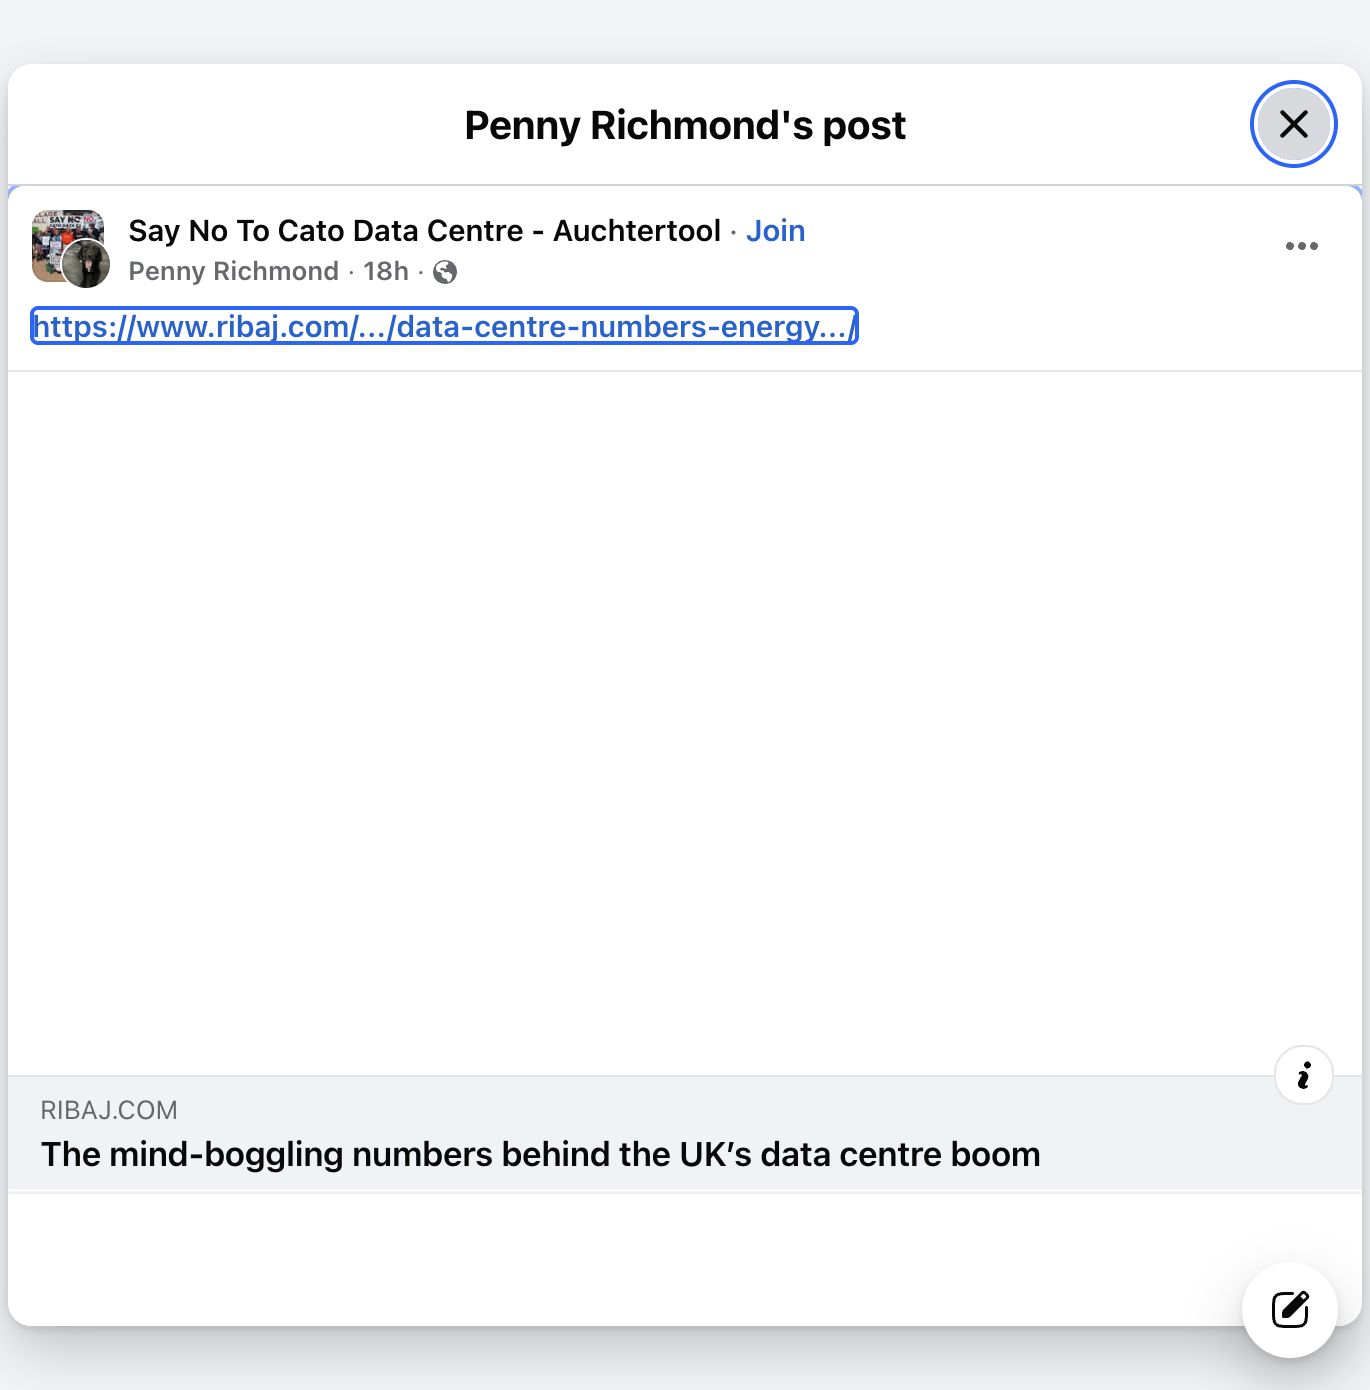 Penny Richmond's post
Say No To Cato Data Centre - Auchtertool · Join
Penny Richmond · 18h ·
https://www.ribaj.com/.../data-centre-numbers-energy.../
RIBAJ.COM
The mind-boggling numbers behind the UK’s data centre boom